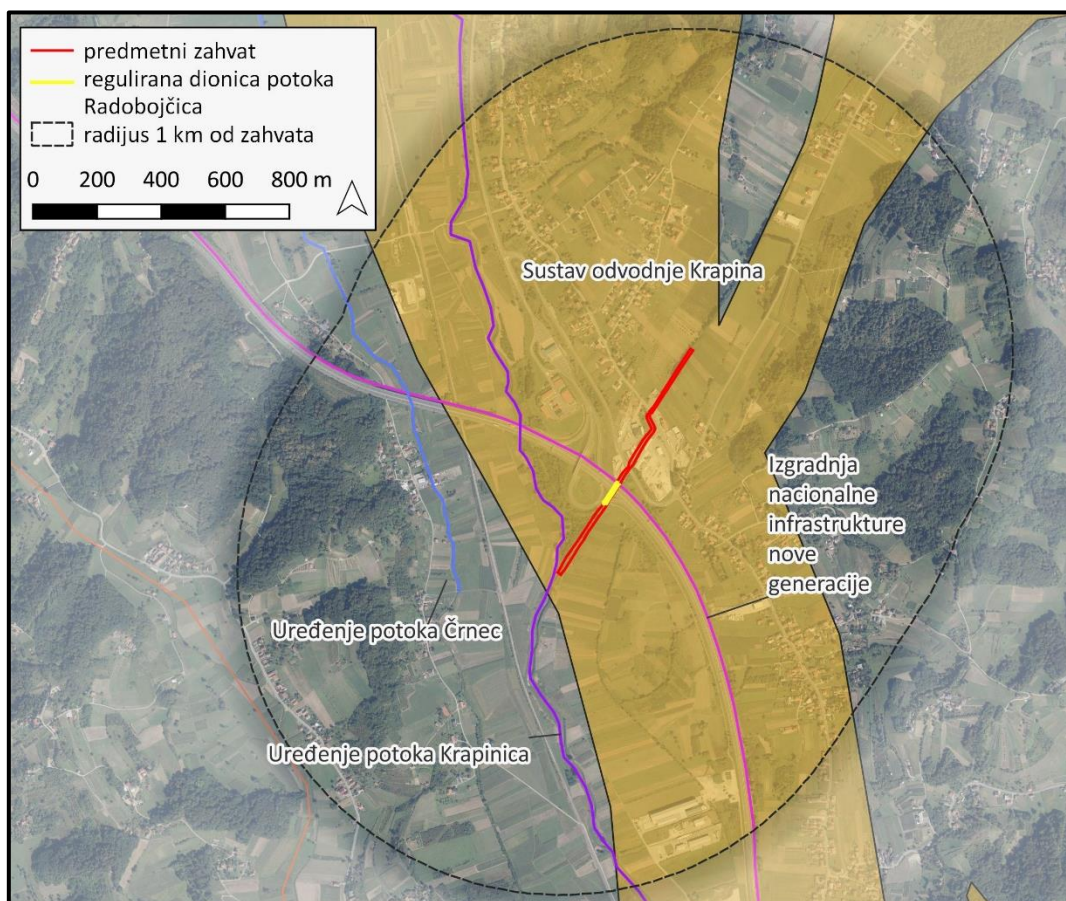 predmetni zahvat
regulirana dionica potoka
Radobojčica
radijus 1 km od zahvata
0 200 400 600 800 m
Sustav odvodnje Krapina
Izgradnja
nacionalne
infrastrukture
nove
generacije
Uređenje potoka Črnec
Uređenje potoka Krapinica